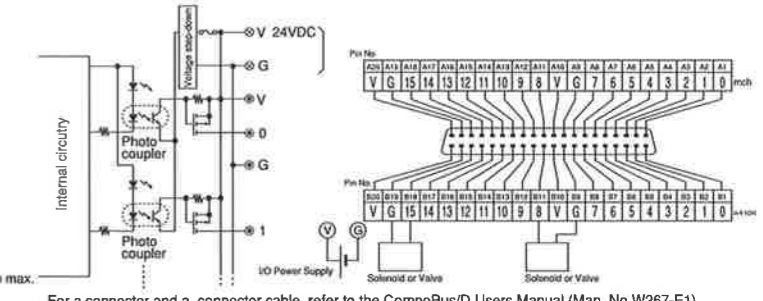 Internal circuitry
Voltage step-down
Photo
coupler
Photo
coupler
V 24VDC
G
V
0
G
1
max.
Pin No
A20 A19 A18 A17 A16 A15 A14 A13 A12 A11 A10 A9 A8 A7 A6 A5 A4 A3 A2 A1
V G 15 14 13 12 11 10 9 8 V G 7 6 5 4 3 2 1 0 mch
Pin No
B20 B19 B18 B17 B16 B15 B14 B13 B12 B11 B10 B9 B8 B7 B6 B5 B4 B3 B2 B1
V G 15 14 13 12 11 10 9 8 V G 7 6 5 4 3 2 1 0
V G
I/O Power Supply
Solenoid or Valve
Solenoid or Valve
For a connector and a connector cable, refer to the CompoBus/D Users Manual (Man. No.W267-E1)